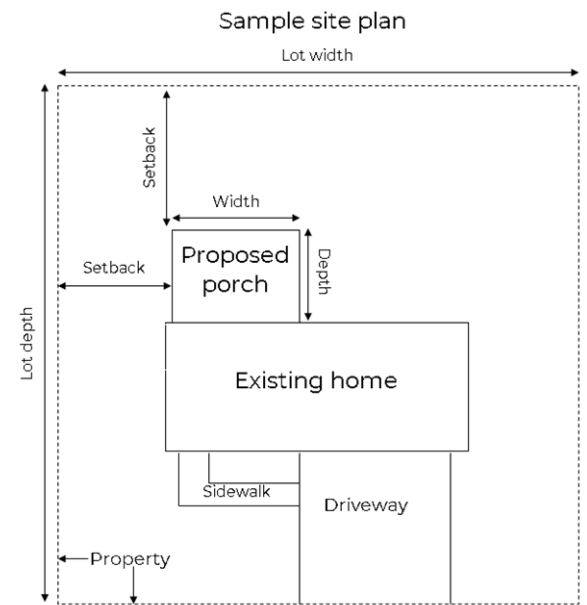 Sample site plan
Lot width
Setback
Width
Proposed
porch
Setback
Depth
Lot depth
Existing home
Sidewalk
Driveway
Property